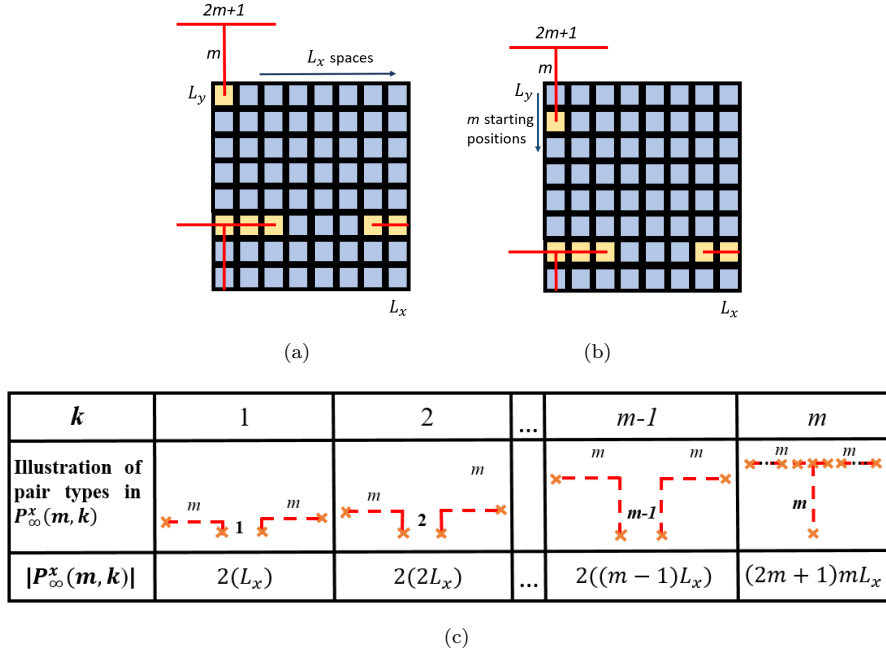 2m+1
m
L_x spaces
L_y
L_x
(a)
2m+1
m
L_y
m starting
positions
L_x
(b)
k 1 2 ... m-1 m
Illustration of
pair types in
P^x_∞(m, k)
m 1 m
m 2 m
m m-1 m
m m m
|P^x_∞(m, k)| 2(L_x) 2(2L_x) ... 2((m − 1)L_x) (2m + 1)mL_x
(c)